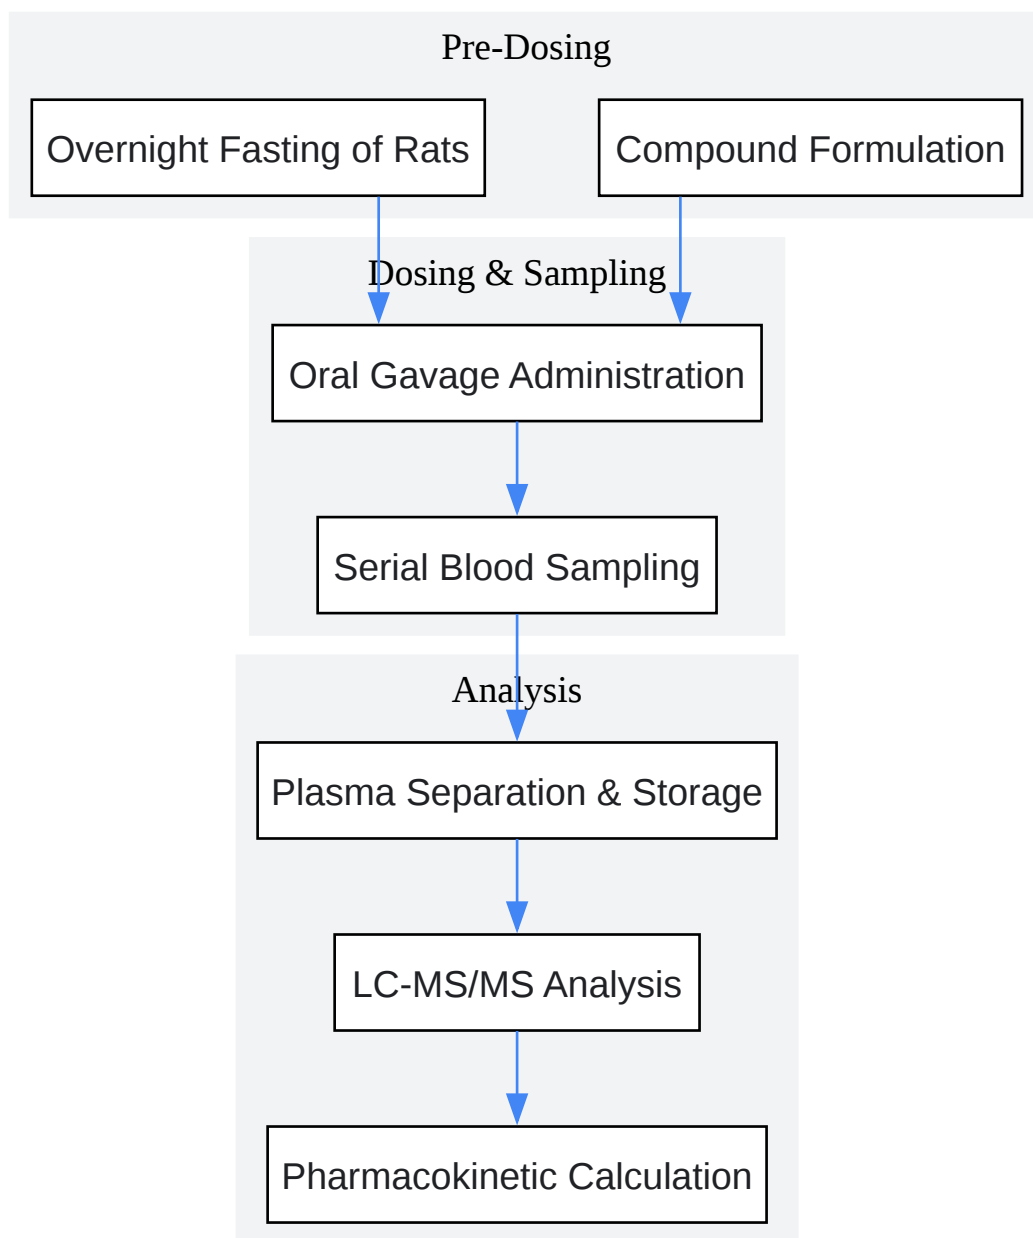 Pre-Dosing
Overnight Fasting of Rats
Compound Formulation
Dosing & Sampling
Oral Gavage Administration
Serial Blood Sampling
Analysis
Plasma Separation & Storage
LC-MS/MS Analysis
Pharmacokinetic Calculation